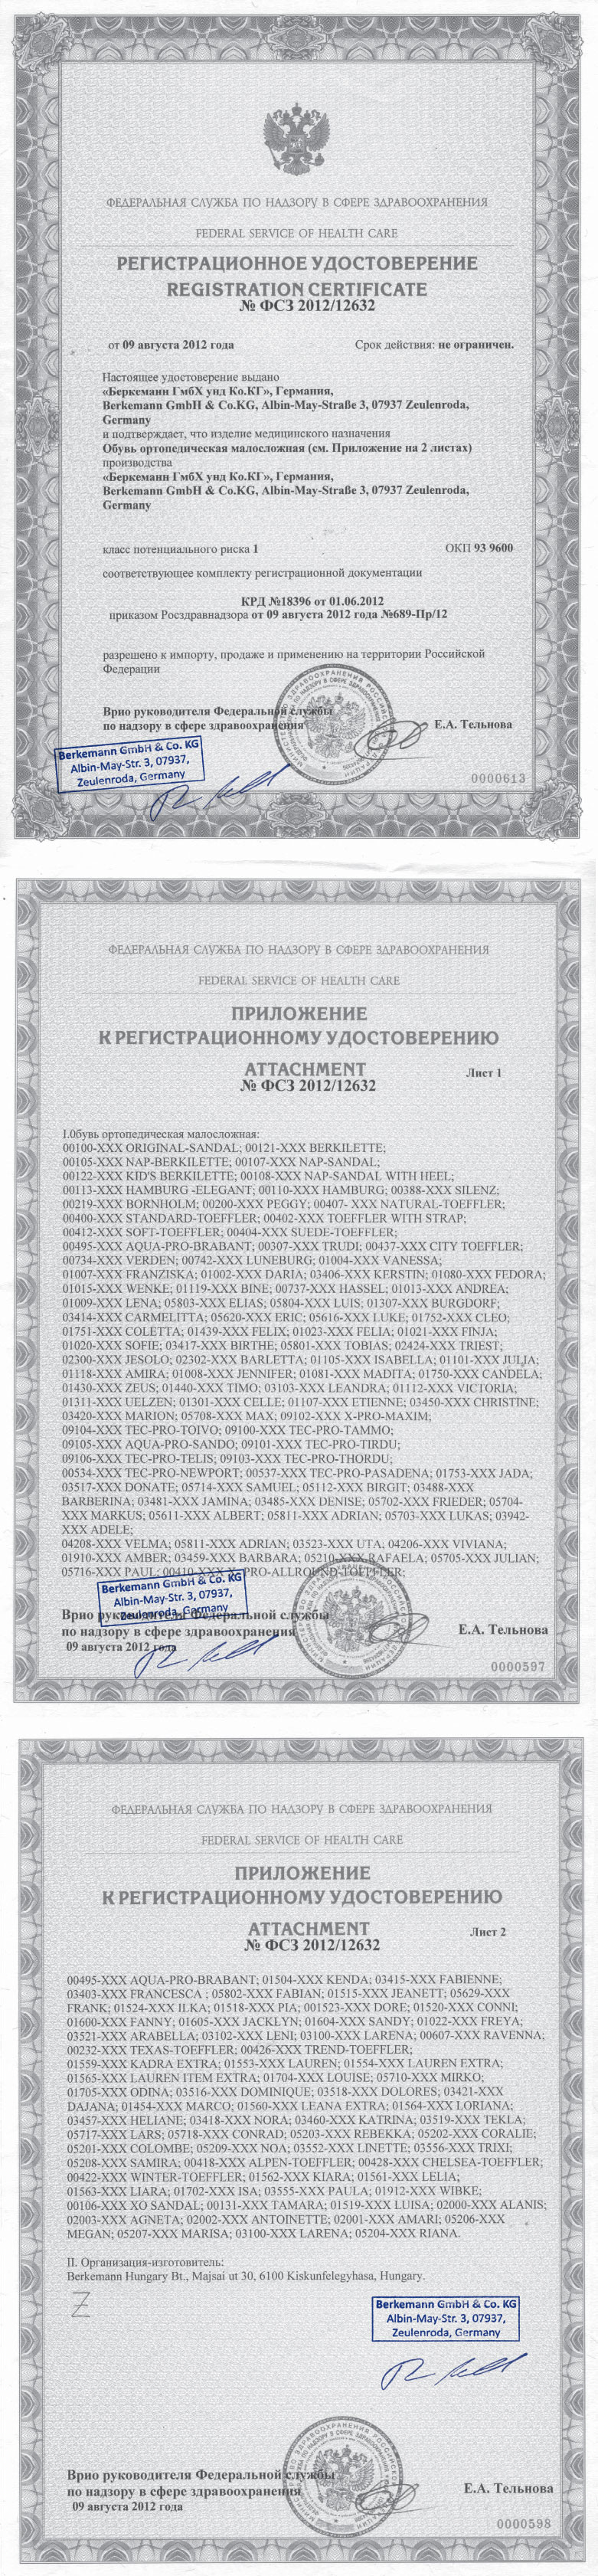 ФЕДЕРАЛЬНАЯ СЛУЖБА ПО НАДЗОРУ В СФЕРЕ ЗДРАВООХРАНЕНИЯ
FEDERAL SERVICE OF HEALTH CARE
РЕГИСТРАЦИОННОЕ УДОСТОВЕРЕНИЕ
REGISTRATION CERTIFICATE
№ ФСЗ 2012/12632
от 09 августа 2012 года Срок действия: не ограничен.
Настоящее удостоверение выдано
«Беркеманн ГмбХ унд Ко.КГ», Германия,
Berkemann GmbH & Co.KG, Albin-May-Straße 3, 07937 Zeulenroda,
Germany
и подтверждает, что изделие медицинского назначения
Обувь ортопедическая малосложная (см. Приложение на 2 листах)
производства
«Беркеманн ГмбХ унд Ко.КГ», Германия,
Berkemann GmbH & Co.KG, Albin-May-Straße 3, 07937 Zeulenroda,
Germany
класс потенциального риска 1 ОКП 93 9600
соответствующее комплекту регистрационной документации
КРД №18396 от 01.06.2012
приказом Росздравнадзора от 09 августа 2012 года №689-Пр/12
разрешено к импорту, продаже и применению на территории Российской
Федерации
Врио руководителя Федеральной службы
по надзору в сфере здравоохранения Е.А. Тельнова
Berkemann GmbH & Co. KG
Albin-May-Str. 3, 07937,
Zeulenroda, Germany
0000613
ФЕДЕРАЛЬНАЯ СЛУЖБА ПО НАДЗОРУ В СФЕРЕ ЗДРАВООХРАНЕНИЯ
FEDERAL SERVICE OF HEALTH CARE
ПРИЛОЖЕНИЕ
К РЕГИСТРАЦИОННОМУ УДОСТОВЕРЕНИЮ
ATTACHMENT Лист 1
№ ФСЗ 2012/12632
I.Обувь ортопедическая малосложная:
00100-XXX ORIGINAL-SANDAL; 00121-XXX BERKILETTE;
00105-XXX NAP-BERKILETTE; 00107-XXX NAP-SANDAL;
00122-XXX KID'S BERKILETTE; 00108-XXX NAP-SANDAL WITH HEEL;
00113-XXX HAMBURG -ELEGANT; 00110-XXX HAMBURG; 00388-XXX SILENZ;
00219-XXX BORNHOLM; 00200-XXX PEGGY; 00407- XXX NATURAL-TOEFFLER;
00400-XXX STANDARD-TOEFFLER; 00402-XXX TOEFFLER WITH STRAP;
00412-XXX SOFT-TOEFFLER; 00404-XXX SUEDE-TOEFFLER;
00495-XXX AQUA-PRO-BRABANT; 00307-XXX TRUDI; 00437-XXX CITY TOEFFLER;
00734-XXX VERDEN; 00742-XXX LUNEBURG; 01004-XXX VANESSA;
01007-XXX FRANZISKA; 01002-XXX DARIA; 03406-XXX KERSTIN; 01080-XXX FEDORA;
01015-XXX WENKE; 01119-XXX BINE; 00737-XXX HASSEL; 01013-XXX ANDREA;
01009-XXX LENA; 05803-XXX ELIAS; 05804-XXX LUIS; 01307-XXX BURGDORF;
03414-XXX CARMELITTA; 05620-XXX ERIC; 05616-XXX LUKE; 01752-XXX CLEO;
01751-XXX COLETTA; 01439-XXX FELIX; 01023-XXX FELIA; 01021-XXX FINJA;
01020-XXX SOFIE; 03417-XXX BIRTHE; 05801-XXX TOBIAS; 02424-XXX TRIEST;
02300-XXX JESOLO; 02302-XXX BARLETTA; 01105-XXX ISABELLA; 01101-XXX JULIA;
01118-XXX AMIRA; 01008-XXX JENNIFER; 01081-XXX MADITA; 01750-XXX CANDELA;
01430-XXX ZEUS; 01440-XXX TIMO; 03103-XXX LEANDRA; 01112-XXX VICTORIA;
01311-XXX UELZEN; 01301-XXX CELLE; 01107-XXX ETIENNE; 03450-XXX CHRISTINE;
03420-XXX MARION; 05708-XXX MAX; 09102-XXX X-PRO-MAXIM;
09104-XXX TEC-PRO-TOIVO; 09100-XXX TEC-PRO-TAMMO;
09105-XXX AQUA-PRO-SANDO; 09101-XXX TEC-PRO-TIRDU;
09106-XXX TEC-PRO-TELIS; 09103-XXX TEC-PRO-THORDU;
00534-XXX TEC-PRO-NEWPORT; 00537-XXX TEC-PRO-PASADENA; 01753-XXX JADA;
03517-XXX DONATE; 05714-XXX SAMUEL; 05112-XXX BIRGIT; 03488-XXX
BARBERINA; 03481-XXX JAMINA; 03485-XXX DENISE; 05702-XXX FRIEDER; 05704-
XXX MARKUS; 05611-XXX ALBERT; 05811-XXX ADRIAN; 05703-XXX LUKAS; 03942-
XXX ADELE;
04208-XXX VELMA; 05811-XXX ADRIAN; 03523-XXX UTA; 04206-XXX VIVIANA;
01910-XXX AMBER; 03459-XXX BARBARA; 05210-XXX RAFAELA; 05705-XXX JULIAN;
05716-XXX PAUL; 00410-XXX X-PRO-ALLROUND-TOEFFLER;
Berkemann GmbH & Co. KG
Albin-May-Str. 3, 07937,
Zeulenroda, Germany
Врио руководителя Федеральной службы
по надзору в сфере здравоохранения Е.А. Тельнова
09 августа 2012 года
0000597
ФЕДЕРАЛЬНАЯ СЛУЖБА ПО НАДЗОРУ В СФЕРЕ ЗДРАВООХРАНЕНИЯ
FEDERAL SERVICE OF HEALTH CARE
ПРИЛОЖЕНИЕ
К РЕГИСТРАЦИОННОМУ УДОСТОВЕРЕНИЮ
ATTACHMENT Лист 2
№ ФСЗ 2012/12632
00495-XXX AQUA-PRO-BRABANT; 01504-XXX KENDA; 03415-XXX FABIENNE;
03403-XXX FRANCESCA ; 05802-XXX FABIAN; 01515-XXX JEANETT; 05629-XXX
FRANK; 01524-XXX ILKA; 01518-XXX PIA; 001523-XXX DORE; 01520-XXX CONNI;
01600-XXX FANNY; 01605-XXX JACKLYN; 01604-XXX SANDY; 01022-XXX FREYA;
03521-XXX ARABELLA; 03102-XXX LENI; 03100-XXX LARENA; 00607-XXX RAVENNA;
00232-XXX TEXAS-TOEFFLER; 00426-XXX TREND-TOEFFLER;
01559-XXX KADRA EXTRA; 01553-XXX LAUREN; 01554-XXX LAUREN EXTRA;
01565-XXX LAUREN ITEM EXTRA; 01704-XXX LOUISE; 05710-XXX MIRKO;
01705-XXX ODINA; 03516-XXX DOMINIQUE; 03518-XXX DOLORES; 03421-XXX
DAJANA; 01454-XXX MARCO; 01560-XXX LEANA EXTRA; 01564-XXX LORIANA;
03457-XXX HELIANE; 03418-XXX NORA; 03460-XXX KATRINA; 03519-XXX TEKLA;
05717-XXX LARS; 05718-XXX CONRAD; 05203-XXX REBEKKA; 05202-XXX CORALIE;
05201-XXX COLOMBE; 05209-XXX NOA; 03552-XXX LINETTE; 03556-XXX TRIXI;
05208-XXX SAMIRA; 00418-XXX ALPEN-TOEFFLER; 00428-XXX CHELSEA-TOEFFLER;
00422-XXX WINTER-TOEFFLER; 01562-XXX KIARA; 01561-XXX LELIA;
01563-XXX LIARA; 01702-XXX ISA; 03555-XXX PAULA; 01912-XXX WIBKE;
00106-XXX XO SANDAL; 00131-XXX TAMARA; 01519-XXX LUISA; 02000-XXX ALANIS;
02003-XXX AGNETA; 02002-XXX ANTOINETTE; 02001-XXX AMARI; 05206-XXX
MEGAN; 05207-XXX MARISA; 03100-XXX LARENA; 05204-XXX RIANA.
II. Организация-изготовитель:
Berkemann Hungary Bt., Majsai ut 30, 6100 Kiskunfelegyhasa, Hungary.
Berkemann GmbH & Co. KG
Albin-May-Str. 3, 07937,
Zeulenroda, Germany
Врио руководителя Федеральной службы
по надзору в сфере здравоохранения Е.А. Тельнова
09 августа 2012 года
0000598